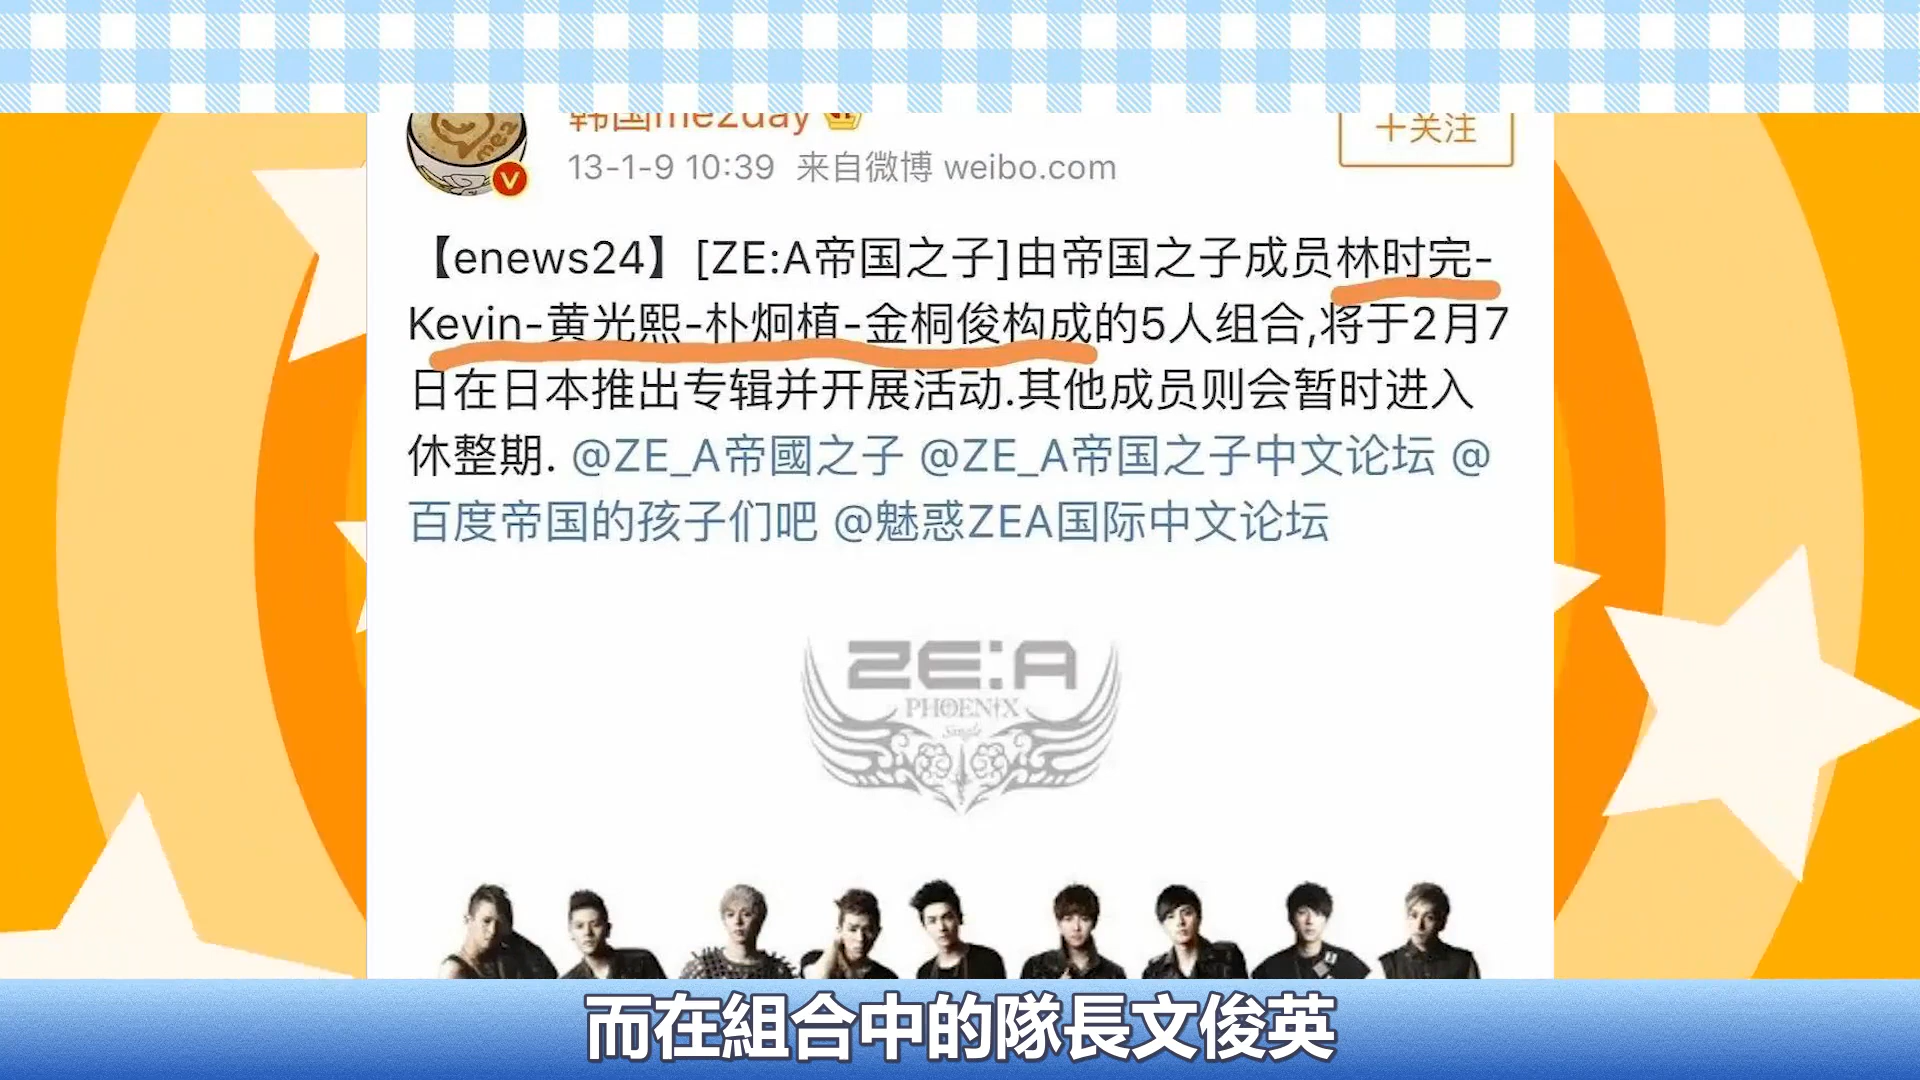 韩国me2day
十关注
13-1-9 10:39 来自微博 weibo.com
me2
V
【enews24】[ZE:A帝国之子]由帝国之子成员林时完-
Kevin-黄光熙-朴炯植-金桐俊构成的5人组合,将于2月7
日在日本推出专辑并开展活动.其他成员则会暂时进入
休整期. @ZE_A帝國之子 @ZE_A帝国之子中文论坛 @
百度帝国的孩子们吧 @魅惑ZEA国际中文论坛
ZE:A
PHOENIX
Single
而在組合中的隊長文俊英